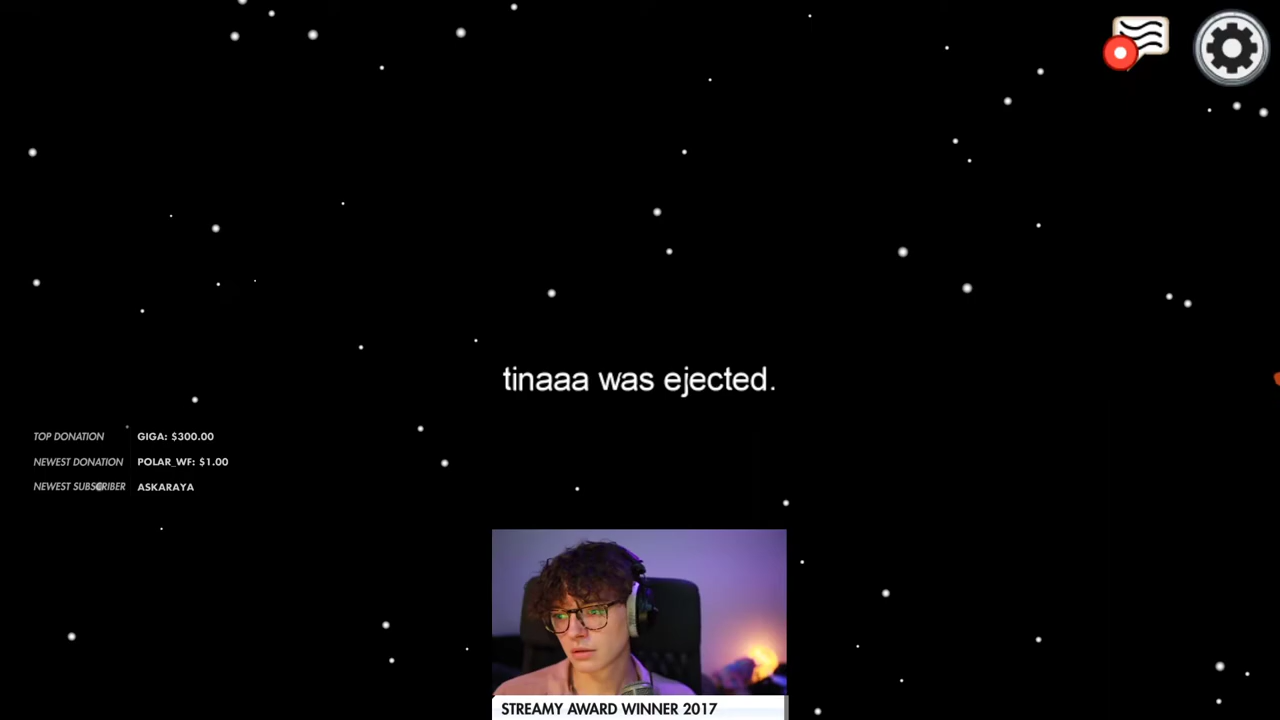 tinaaa was ejected.
TOP DONATION GIGA: $300.00
NEWEST DONATION POLAR_WF: $1.00
NEWEST SUBSCRIBER ASKARAYA
STREAMY AWARD WINNER 2017